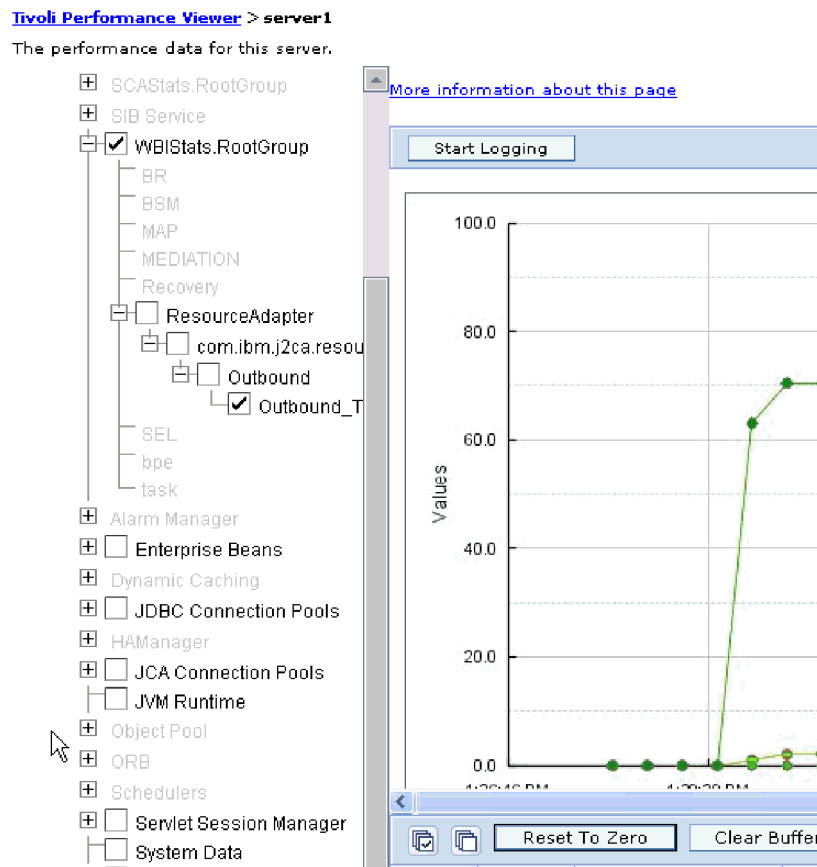 Tivoli Performance Viewer > server1
The performance data for this server.
SCAStats.RootGroup
SIB Service
WBIStats.RootGroup
BR
BSM
MAP
MEDIATION
Recovery
ResourceAdapter
com.ibm.j2ca.resou
Outbound
Outbound_T
SEL
bpe
task
Alarm Manager
Enterprise Beans
Dynamic Caching
JDBC Connection Pools
HAManager
JCA Connection Pools
JVM Runtime
Object Pool
ORB
Schedulers
Servlet Session Manager
System Data
More information about this page
Start Logging
100.0
80.0
60.0
40.0
20.0
0.0
Values
Reset To Zero
Clear Buffer